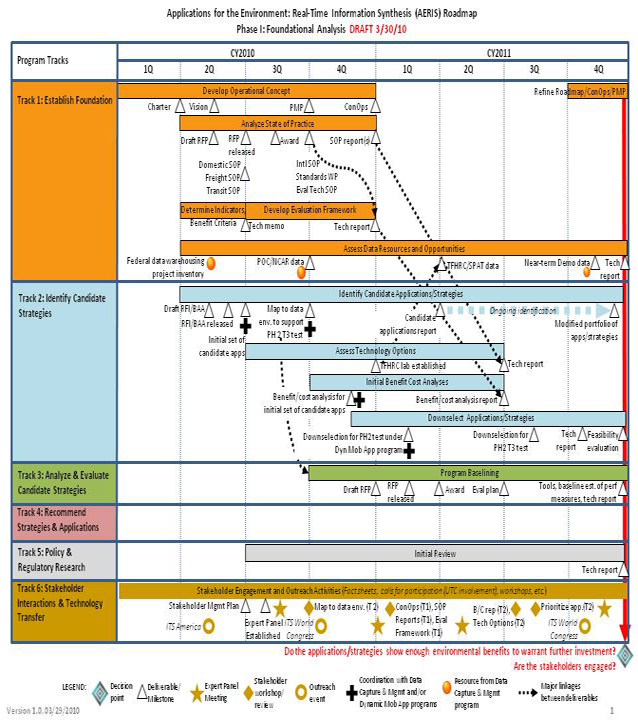 Applications for the Environment: Real-Time Information Synthesis (AERIS) Roadmap
Phase I: Foundational Analysis DRAFT 3/30/10
Program Tracks
CY2010
CY2011
1Q 2Q 3Q 4Q 1Q 2Q 3Q 4Q
Track 1: Establish Foundation
Develop Operational Concept
Refine Roadmap/ConOps/PMP
Charter Vision PMP ConOps
Analyze State of Practice
Draft RFP RFP released Award SOP report(s)
Domestic SOP
Freight SOP
Transit SOP
Intl SOP
Standards WP
Eval Tech SOP
Determine Indicators, Develop Evaluation Framework
Benefit Criteria Tech memo Tech report
Assess Data Resources and Opportunities
Federal data warehousing
project inventory
POC/NCAR data
TFHRC/SPAT data
Near-term Demo data
Tech
report
Track 2: Identify Candidate
Strategies
Identify Candidate Applications/Strategies
Draft RFI/BAA
RFI/BAA released
Initial set of
candidate apps
Map to data
env. to support
PH 2 T3 test
Candidate
applications report
Ongoing identification
Modified portfolio of
apps/strategies
Assess Technology Options
TFHRC lab established
Tech report
Initial Benefit Cost Analyses
Benefit/cost analysis for
initial set of candidate apps
Benefit/cost analysis report
Downselect Applications/Strategies
Downselection for PH2 test under
Dyn Mob App program
Downselection for
PH2 T3 test
Tech
report
Feasibility
evaluation
Track 3: Analyze & Evaluate
Candidate Strategies
Program Baselining
Draft RFP RFP
released
Award Eval plan
Tools, baseline est. of perf
measures, tech report
Track 4: Recommend
Strategies & Applications
Track 5: Policy &
Regulatory Research
Initial Review
Tech report
Track 6: Stakeholder
Interactions & Technology
Transfer
Stakeholder Engagement and Outreach Activities (Factsheets, calls for participation (UTC involvement), workshops, etc)
Stakeholder Mgmt Plan
ITS America
Expert Panel
Established
ITS World
Congress
Map to data env. (T2)
ConOps (T1), SOP
Reports (T1), Eval
Framework (T1)
B/C rep (T2),
Tech Options (T2)
Prioritize app. (T2)
ITS World
Congress
Do the applications/strategies show enough environmental benefits to warrant further investment?
Are the stakeholders engaged?
LEGEND:
Decision
point
Deliverable/
Milestone
Expert Panel
Meeting
Stakeholder
workshop/
review
Outreach
event
Coordination with Data
Capture & Mgmt and/or
Dynamic Mob App programs
Resource from Data
Capture & Mgmt
program
Major linkages
between deliverables
Version 1.0.03/29/2010
1